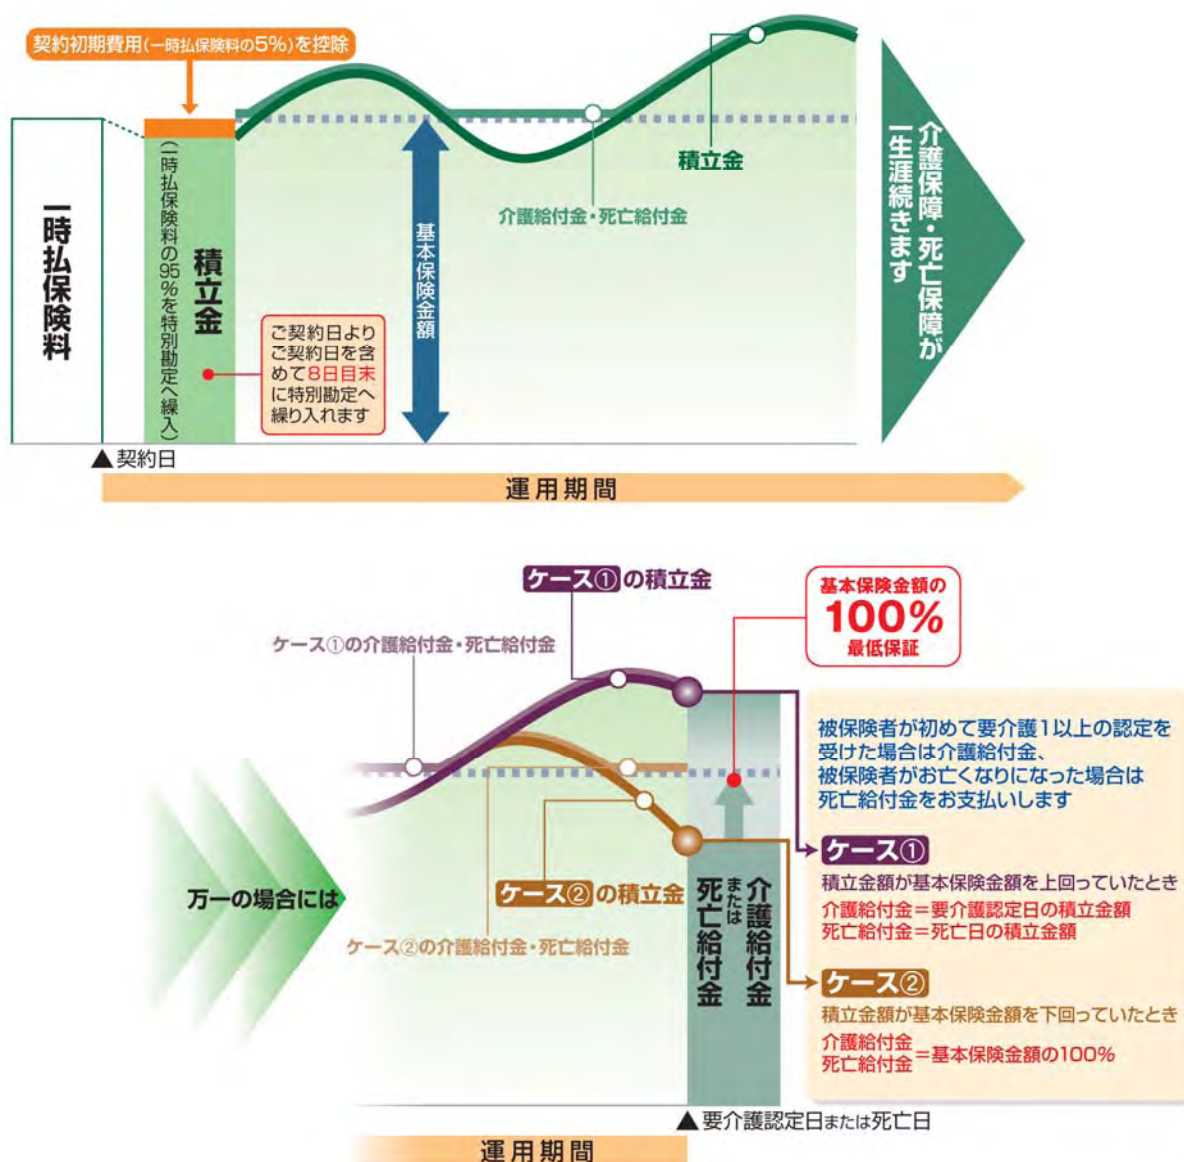 契約初期費用(一時払保険料の5%)を控除
一時払保険料
(一時払保険料の95%を特別勘定へ繰入)
積立金
ご契約日より
ご契約日を含
めて8日目末
に特別勘定へ
繰り入れます
基本保険金額
介護給付金・死亡給付金
積立金
介護保障・死亡保障が
一生涯続きます
▲契約日
運用期間
ケース①の積立金
基本保険金額の
100%
最低保証
ケース①の介護給付金・死亡給付金
被保険者が初めて要介護1以上の認定を
受けた場合は介護給付金、
被保険者がお亡くなりになった場合は
死亡給付金をお支払いします
万一の場合には
ケース②の積立金
ケース②の介護給付金・死亡給付金
介護給付金
または
死亡給付金
ケース①
積立金額が基本保険金額を上回っていたとき
介護給付金=要介護認定日の積立金額
死亡給付金=死亡日の積立金額
ケース②
積立金額が基本保険金額を下回っていたとき
介護給付金
死亡給付金=基本保険金額の100%
▲要介護認定日または死亡日
運用期間